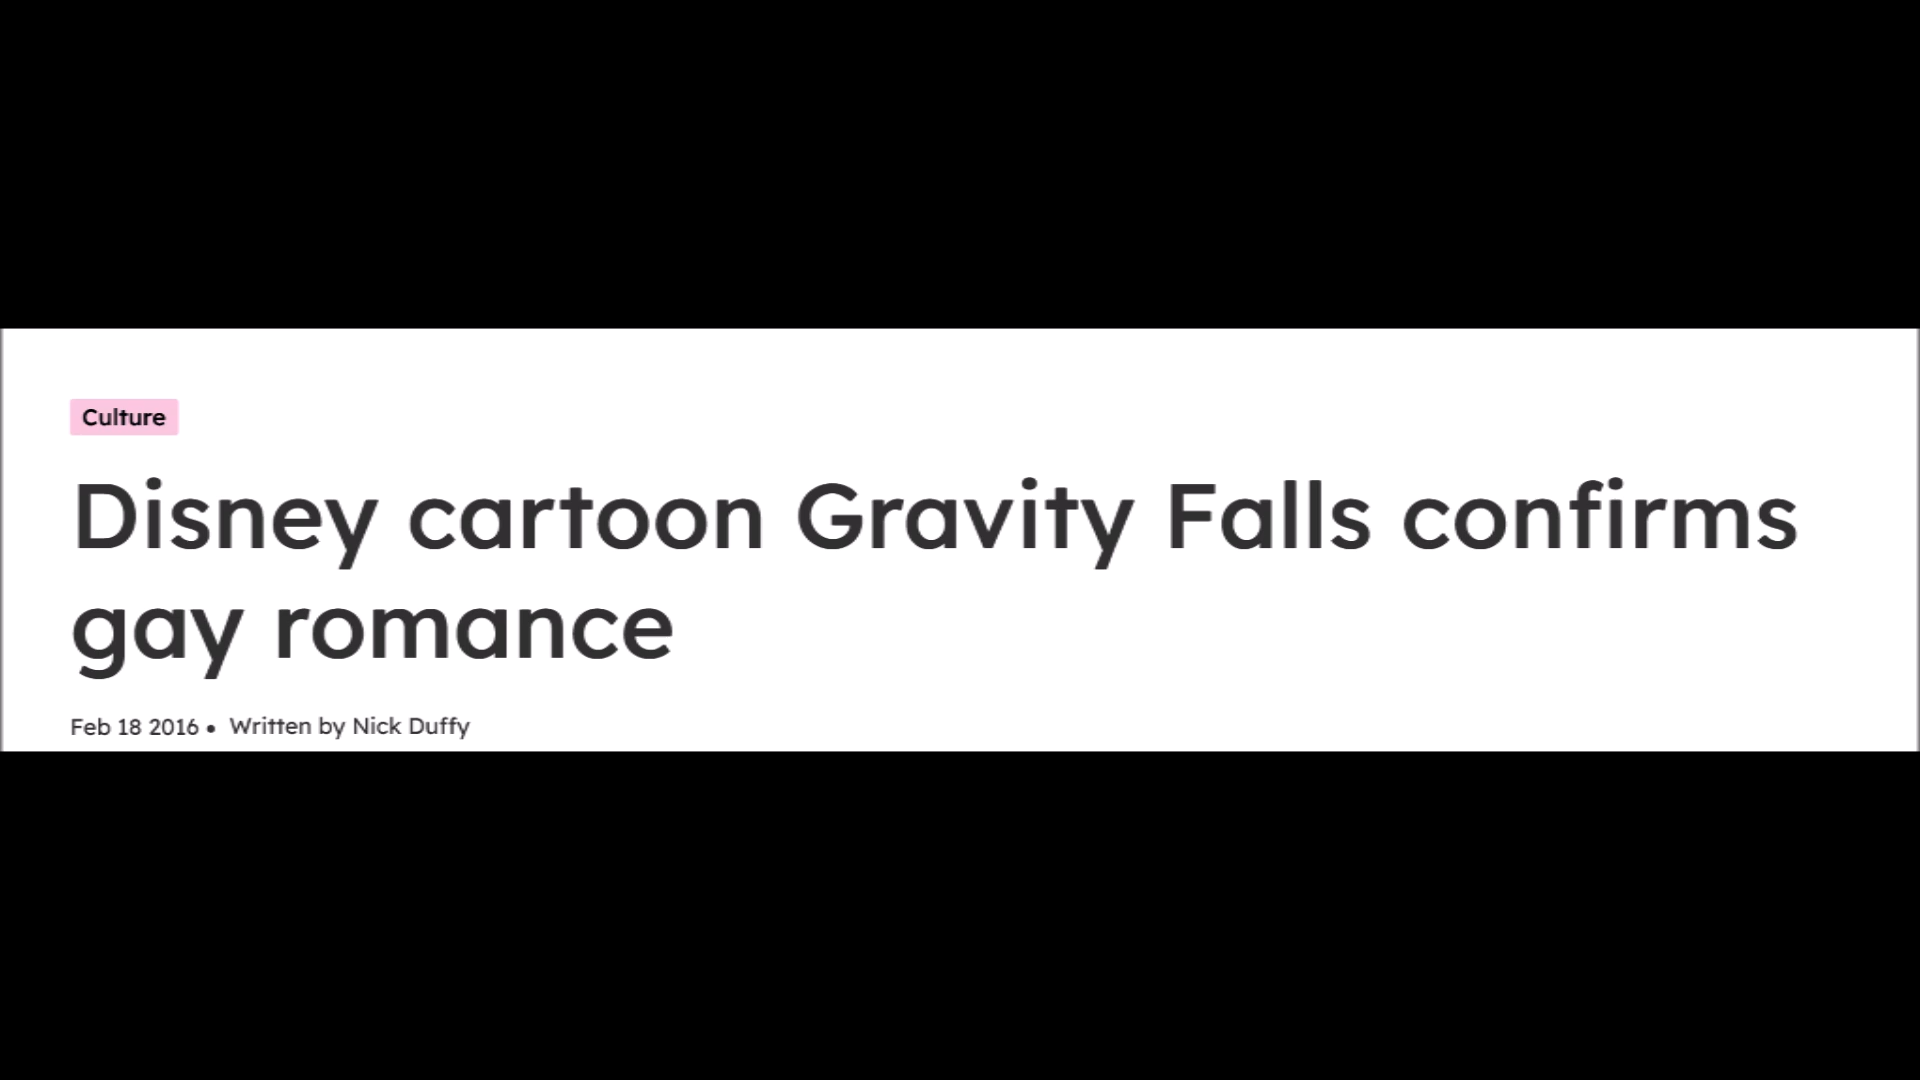 Culture
Disney cartoon Gravity Falls confirms
gay romance
Feb 18 2016 • Written by Nick Duffy